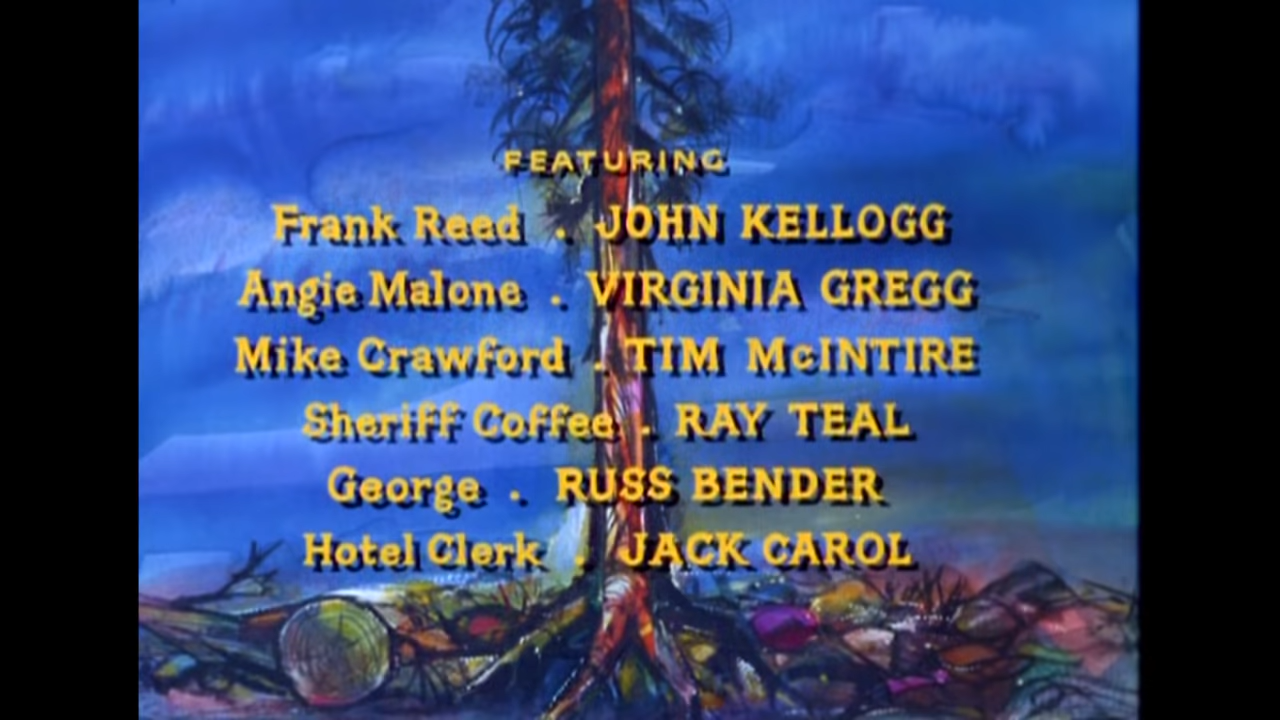 FEATURING
Frank Reed . JOHN KELLOGG
Angie Malone . VIRGINIA GREGG
Mike Crawford . TIM McINTIRE
Sheriff Coffee . RAY TEAL
George . RUSS BENDER
Hotel Clerk . JACK CAROL